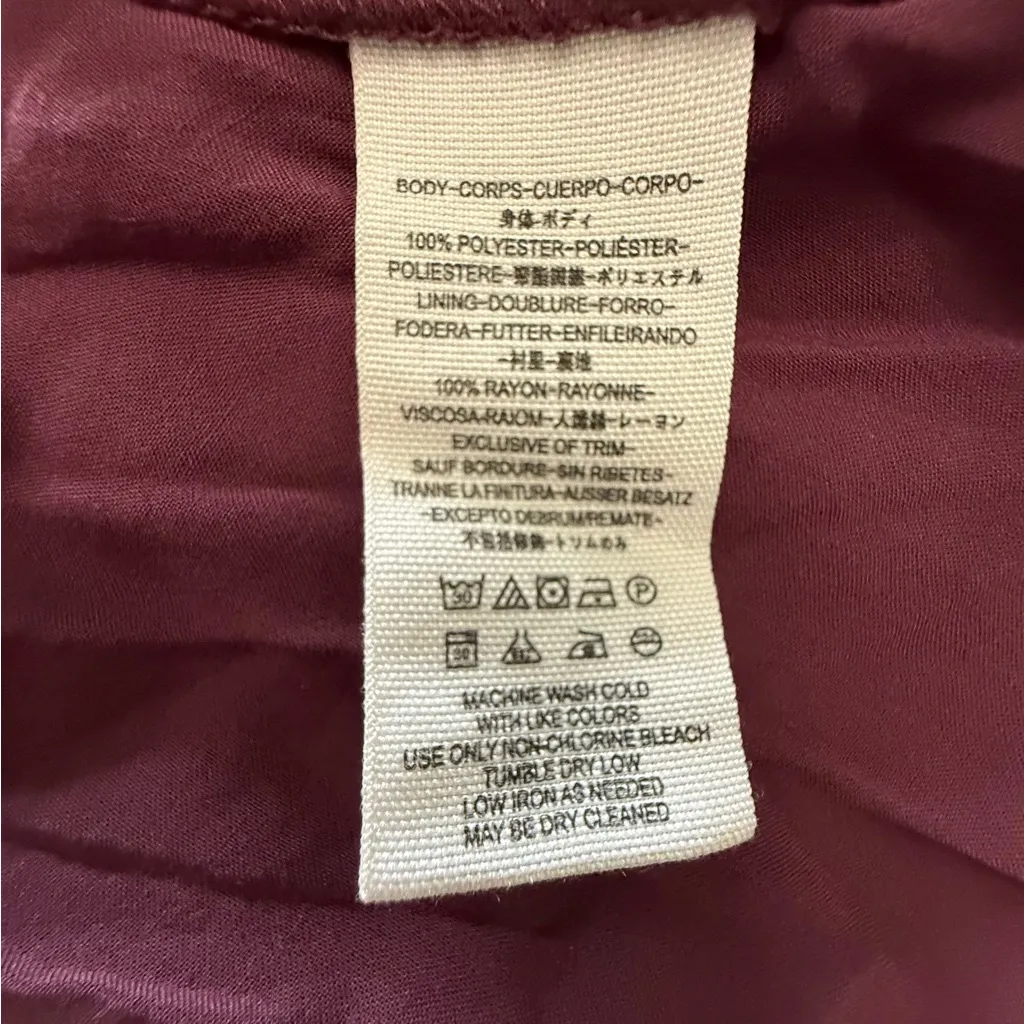 BODY-CORPS-CUERPO-CORPO-
身体-ボディ
100% POLYESTER-POLIÉSTER-
POLIESTERE-聚酯纖維-ポリエステル
LINING-DOUBLURE-FORRO-
FODERA-FUTTER-ENFILEIRANDO
-衬里-裏地
100% RAYON-RAYONNE-
VISCOSA-RAIOM-人造絲-レーヨン
EXCLUSIVE OF TRIM-
SAUF BORDURE-SIN RIBETES-
TRANNE LA FINITURA-AUSSER BESATZ
-EXCEPTO DEBRUM/REMATE-
不包括修飾-トリムのみ
30 P
30
MACHINE WASH COLD
WITH LIKE COLORS
USE ONLY NON-CHLORINE BLEACH
TUMBLE DRY LOW
LOW IRON AS NEEDED
MAY BE DRY CLEANED